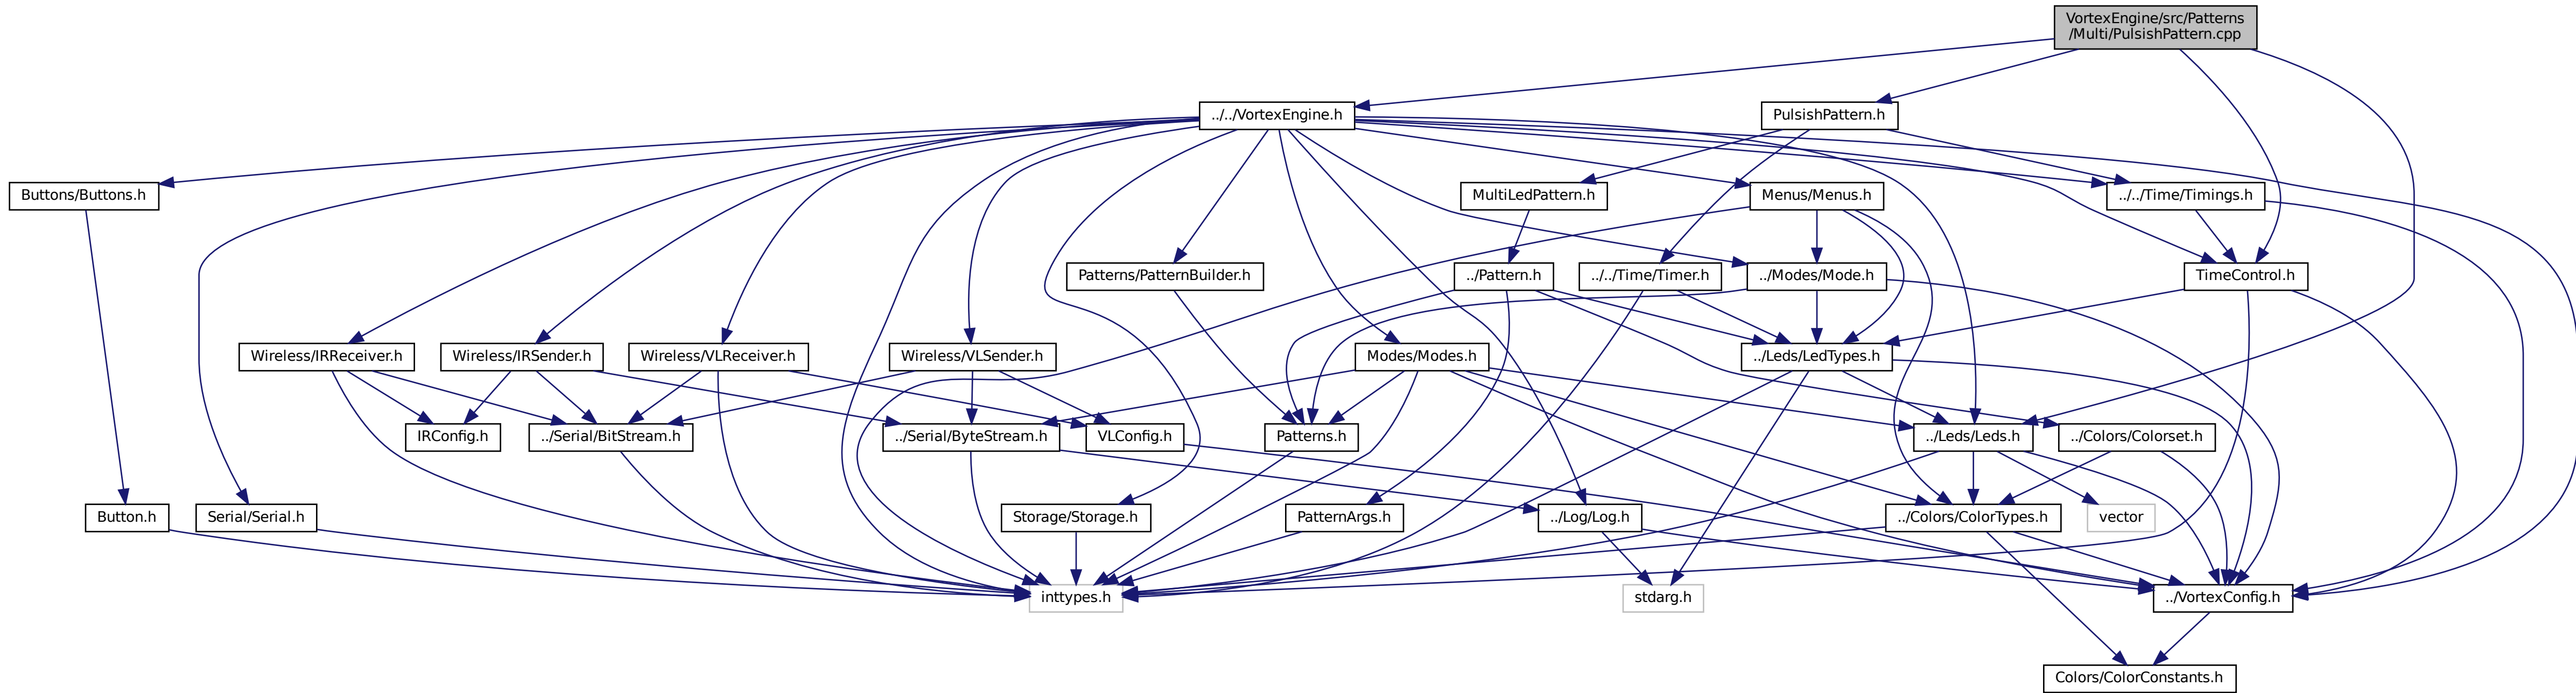 VortexEngine/src/Patterns
/Multi/PulsishPattern.cpp
../../VortexEngine.h
PulsishPattern.h
Buttons/Buttons.h
MultiLedPattern.h
Menus/Menus.h
../../Time/Timings.h
Patterns/PatternBuilder.h
../Pattern.h
../../Time/Timer.h
../Modes/Mode.h
TimeControl.h
Wireless/IRReceiver.h
Wireless/IRSender.h
Wireless/VLReceiver.h
Wireless/VLSender.h
Modes/Modes.h
../Leds/LedTypes.h
IRConfig.h
../Serial/BitStream.h
../Serial/ByteStream.h
VLConfig.h
Patterns.h
../Leds/Leds.h
../Colors/Colorset.h
Button.h
Serial/Serial.h
Storage/Storage.h
PatternArgs.h
../Log/Log.h
../Colors/ColorTypes.h
vector
inttypes.h
stdarg.h
../VortexConfig.h
Colors/ColorConstants.h